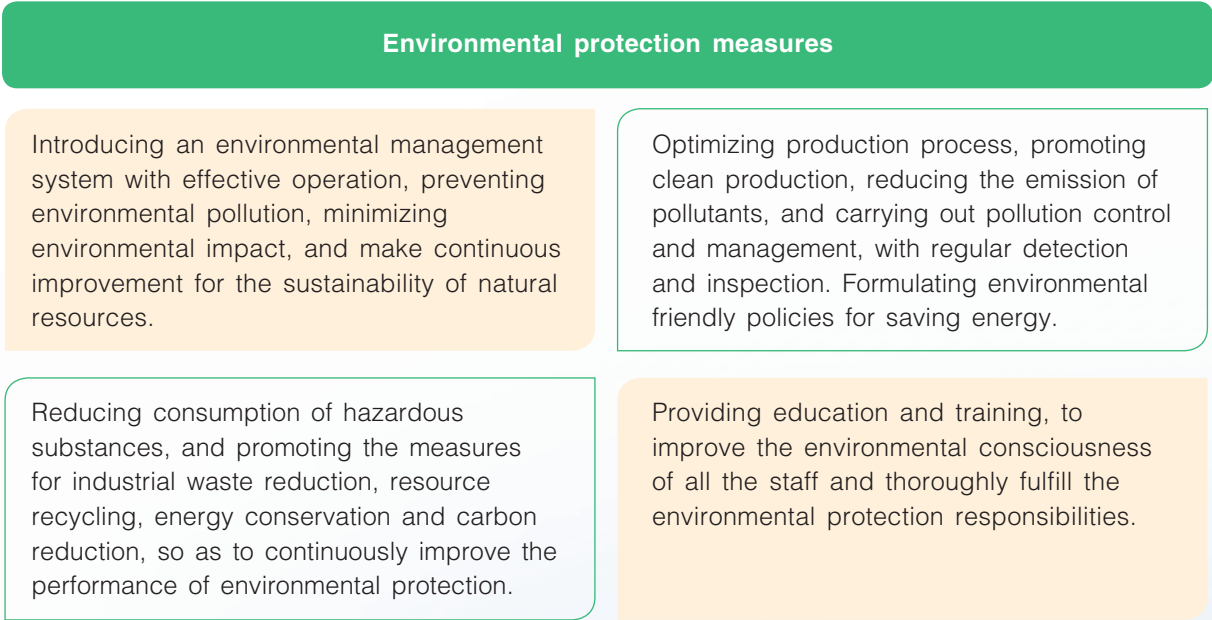 Environmental protection measures
Introducing an environmental management
system with effective operation, preventing
environmental pollution, minimizing
environmental impact, and make continuous
improvement for the sustainability of natural
resources.
Optimizing production process, promoting
clean production, reducing the emission of
pollutants, and carrying out pollution control
and management, with regular detection
and inspection. Formulating environmental
friendly policies for saving energy.
Reducing consumption of hazardous
substances, and promoting the measures
for industrial waste reduction, resource
recycling, energy conservation and carbon
reduction, so as to continuously improve the
performance of environmental protection.
Providing education and training, to
improve the environmental consciousness
of all the staff and thoroughly fulfill the
environmental protection responsibilities.